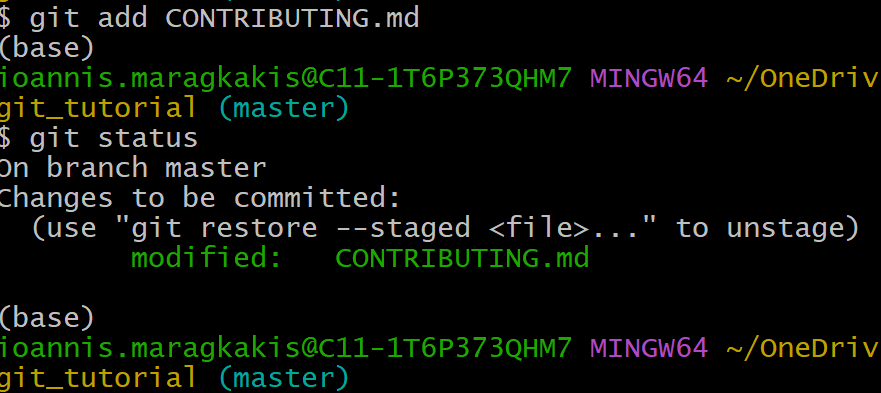 $ git add CONTRIBUTING.md
(base)
ioannis.maragkakis@C11-1T6P373QHM7 MINGW64 ~/OneDriv
git_tutorial (master)
$ git status
On branch master
Changes to be committed:
  (use "git restore --staged <file>..." to unstage)
        modified:   CONTRIBUTING.md
(base)
ioannis.maragkakis@C11-1T6P373QHM7 MINGW64 ~/OneDriv
git_tutorial (master)